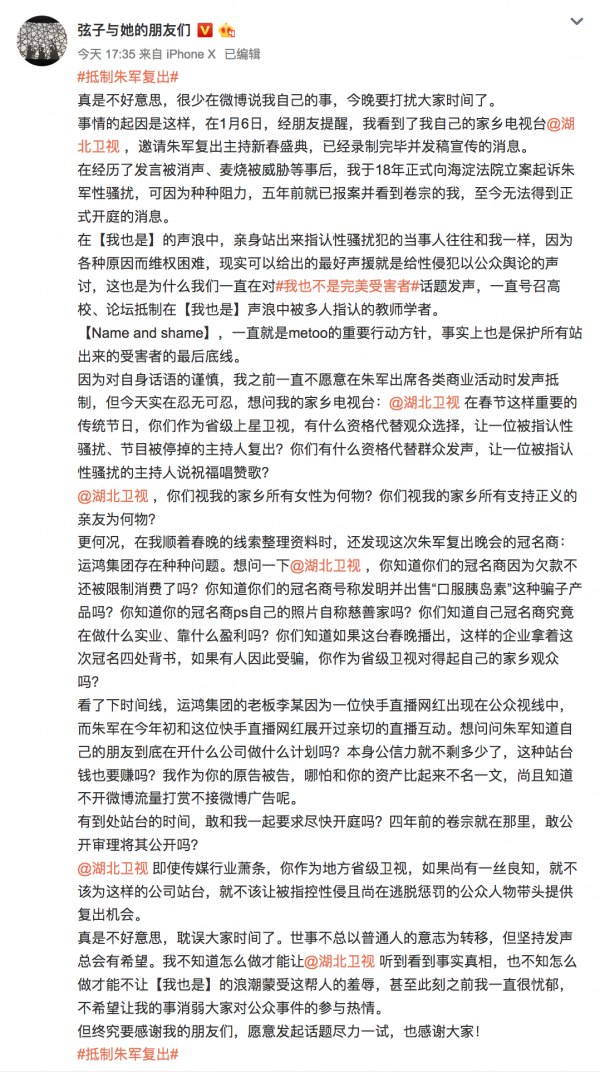 弦子与她的朋友们
今天 17:35 来自 iPhone X 已编辑
#抵制朱军复出#
真是不好意思，很少在微博说我自己的事，今晚要打扰大家时间了。
事情的起因是这样，在1月6日，经朋友提醒，我看到了我自己的家乡电视台@湖
北卫视 ，邀请朱军复出主持新春盛典，已经录制完毕并发稿宣传的消息。
在经历了发言被消声、麦烧被威胁等事后，我于18年正式向海淀法院立案起诉朱
军性骚扰，可因为种种阻力，五年前就已报案并看到卷宗的我，至今无法得到正
式开庭的消息。
在【我也是】的声浪中，亲身站出来指认性骚扰犯的当事人往往和我一样，因为
各种原因而维权困难，现实可以给出的最好声援就是给性侵犯以公众舆论的声
讨，这也是为什么我们一直在对#我也不是完美受害者#话题发声，一直号召高
校、论坛抵制在【我也是】声浪中被多人指认的教师学者。
【Name and shame】，一直就是metoo的重要行动方针，事实上也是保护所有站
出来的受害者的最后底线。
因为对自身话语的谨慎，我之前一直不愿意在朱军出席各类商业活动时发声抵
制，但今天实在忍无可忍，想问我的家乡电视台：@湖北卫视 在春节这样重要的
传统节日，你们作为省级上星卫视，有什么资格代替观众选择，让一位被指认性
骚扰、节目被停掉的主持人复出？你们有什么资格代替群众发声，让一位被指认
性骚扰的主持人说祝福唱赞歌？
@湖北卫视 ，你们视我的家乡所有女性为何物？你们视我的家乡所有支持正义的
亲友为何物？
更何况，在我顺着春晚的线索整理资料时，还发现这次朱军复出晚会的冠名商：
运鸿集团存在种种问题。想问一下@湖北卫视 ，你知道你们的冠名商因为欠款不
还被限制消费了吗？你知道你们的冠名商号称发明并出售“口服胰岛素”这种骗子产
品吗？你知道你的冠名商ps自己的照片自称慈善家吗？你们知道自己冠名商究竟
在做什么实业、靠什么盈利吗？你们知道如果这台春晚播出，这样的企业拿着这
次冠名四处背书，如果有人因此受骗，你作为省级卫视对得起自己的家乡观众
吗？
看了下时间线，运鸿集团的老板李某因为一位快手直播网红出现在公众视线中，
而朱军在今年初和这位快手直播网红展开过亲切的直播互动。想问问朱军知道自
己的朋友到底在开什么公司做什么计划吗？本身公信力就不剩多少了，这种站台
钱也要赚吗？我作为你的原告被告，哪怕和你的资产比起来不名一文，尚且知道
不开微博流量打赏不接微博广告呢。
有到处站台的时间，敢和我一起要求尽快开庭吗？四年前的卷宗就在那里，敢公
开审理将其公开吗？
@湖北卫视 即使传媒行业萧条，你作为地方省级卫视，如果尚有一丝良知，就不
该为这样的公司站台，就不该让被指控性侵且尚在逃脱惩罚的公众人物带头提供
复出机会。
真是不好意思，耽误大家时间了。世事不总以普通人的意志为转移，但坚持发声
总会有希望。我不知道怎么做才能让@湖北卫视 听到看到事实真相，也不知怎么
做才能不让【我也是】的浪潮蒙受这帮人的羞辱，甚至此刻之前我一直很忧郁，
不希望让我的事消弱大家对公众事件的参与热情。
但终究要感谢我的朋友们，愿意发起话题尽力一试，也感谢大家！
#抵制朱军复出#